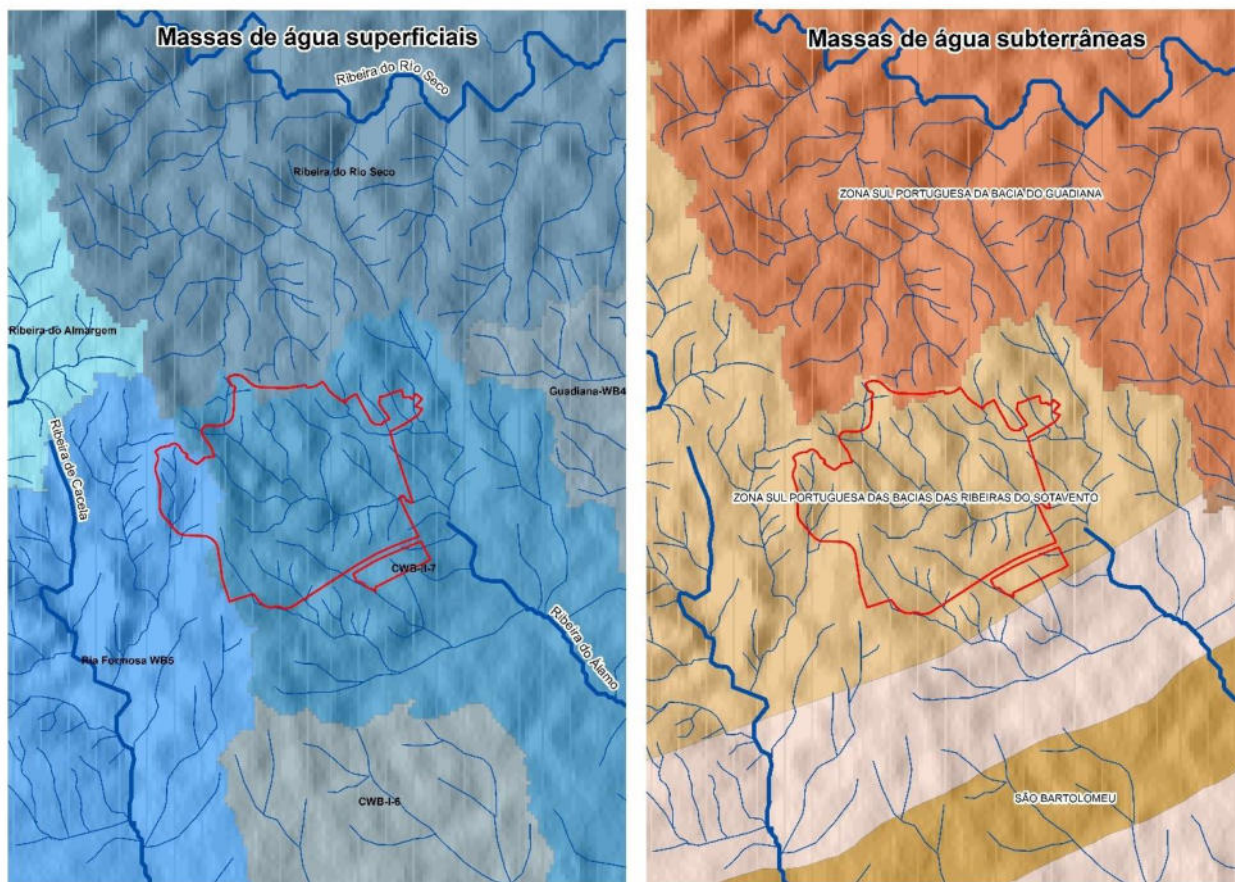 Massas de água superficiais
Ribeira do Rio Seco
Ribeira do Rio Seco
Ribeira do Almargem
Guadiana-WB4
Ribeira de Cacela
CWB-II-7
Ribeira do Álamo
Ria Formosa WB5
CWB-I-6
Massas de água subterrâneas
ZONA SUL PORTUGUESA DA BACIA DO GUADIANA
ZONA SUL PORTUGUESA DAS BACIAS DAS RIBEIRAS DO SOTAVENTO
SÃO BARTOLOMEU